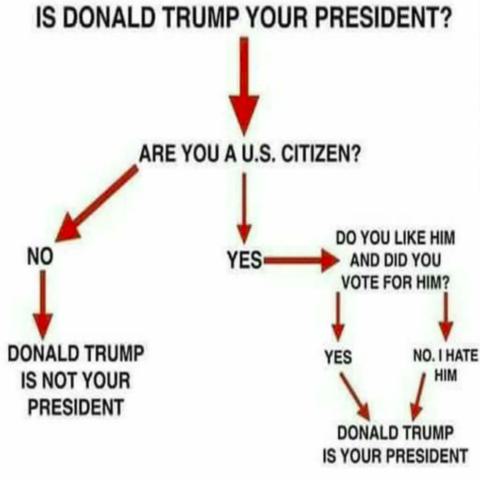 IS DONALD TRUMP YOUR PRESIDENT?
ARE YOU A U.S. CITIZEN?
NO
YES
DO YOU LIKE HIM
AND DID YOU
VOTE FOR HIM?
DONALD TRUMP
IS NOT YOUR
PRESIDENT
YES
NO. I HATE
HIM
DONALD TRUMP
IS YOUR PRESIDENT